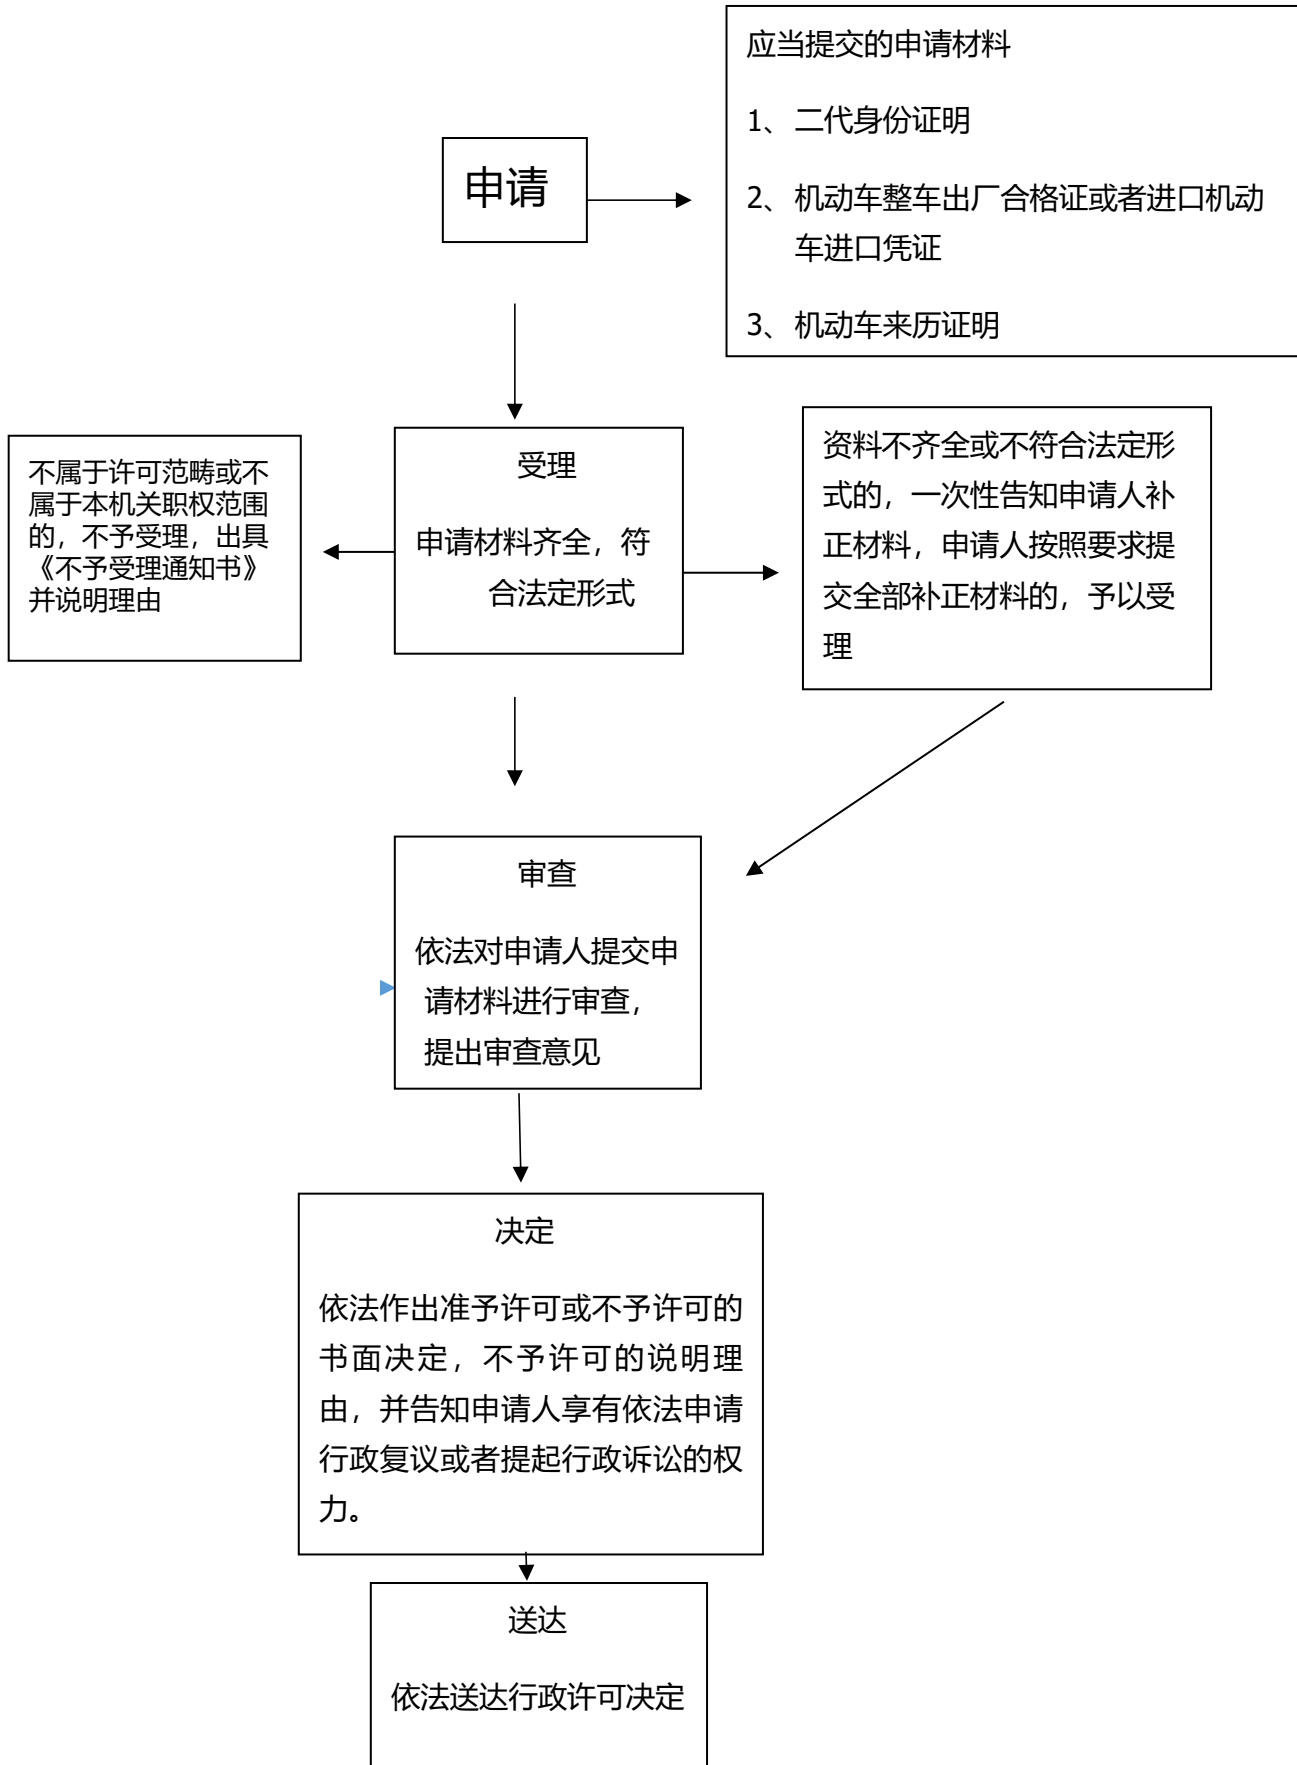 应当提交的申请材料
1、二代身份证明
2、机动车整车出厂合格证或者进口机动
车进口凭证
3、机动车来历证明
申请
不属于许可范畴或不
属于本机关职权范围
的，不予受理，出具
《不予受理通知书》
并说明理由
受理
申请材料齐全，符
合法定形式
资料不齐全或不符合法定形
式的，一次性告知申请人补
正材料，申请人按照要求提
交全部补正材料的，予以受
理
审查
依法对申请人提交申
请材料进行审查，
提出审查意见
决定
依法作出准予许可或不予许可的
书面决定，不予许可的说明理
由，并告知申请人享有依法申请
行政复议或者提起行政诉讼的权
力。
送达
依法送达行政许可决定